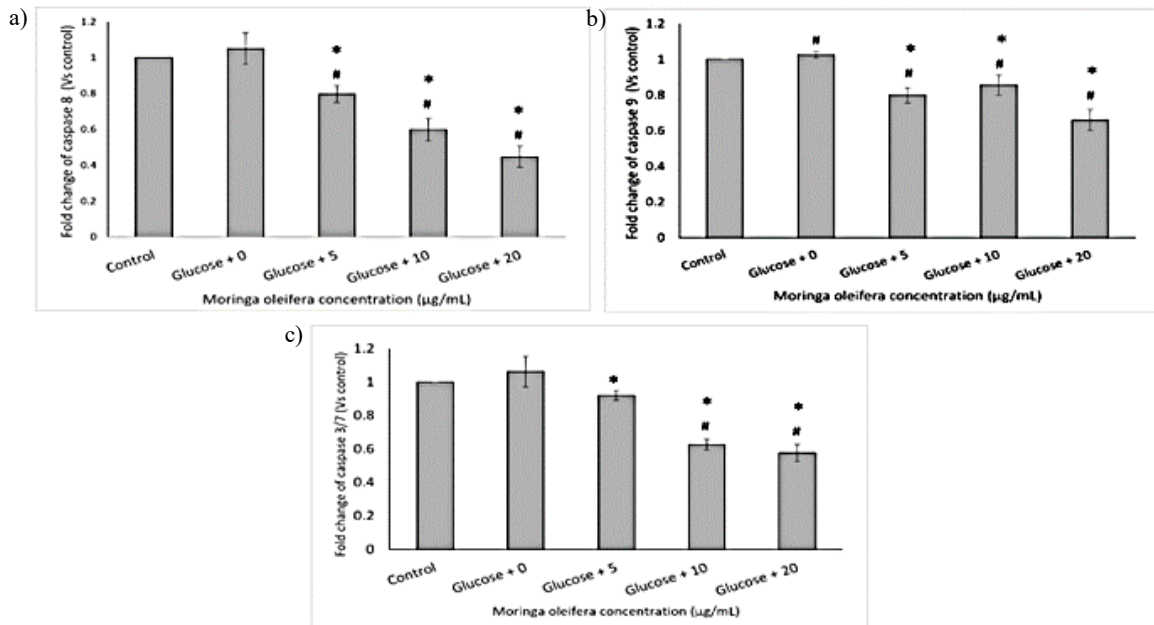 a)
Fold change of caspase 8 (Vs control)
1.2
1
0.8
0.6
0.4
0.2
0
* * *
# # #
Control Glucose + 0 Glucose + 5 Glucose + 10 Glucose + 20
Moringa oleifera concentration (µg/mL)
b)
Fold change of caspase 9 (Vs control)
1.2
1
0.8
0.6
0.4
0.2
0
* * *
# # # #
Control Glucose + 0 Glucose + 5 Glucose + 10 Glucose + 20
Moringa oleifera concentration (µg/mL)
c)
Fold change of caspase 3/7 (Vs control)
1.2
1
0.8
0.6
0.4
0.2
0
* * *
# #
Control Glucose + 0 Glucose + 5 Glucose + 10 Glucose + 20
Moringa oleifera concentration (µg/mL)